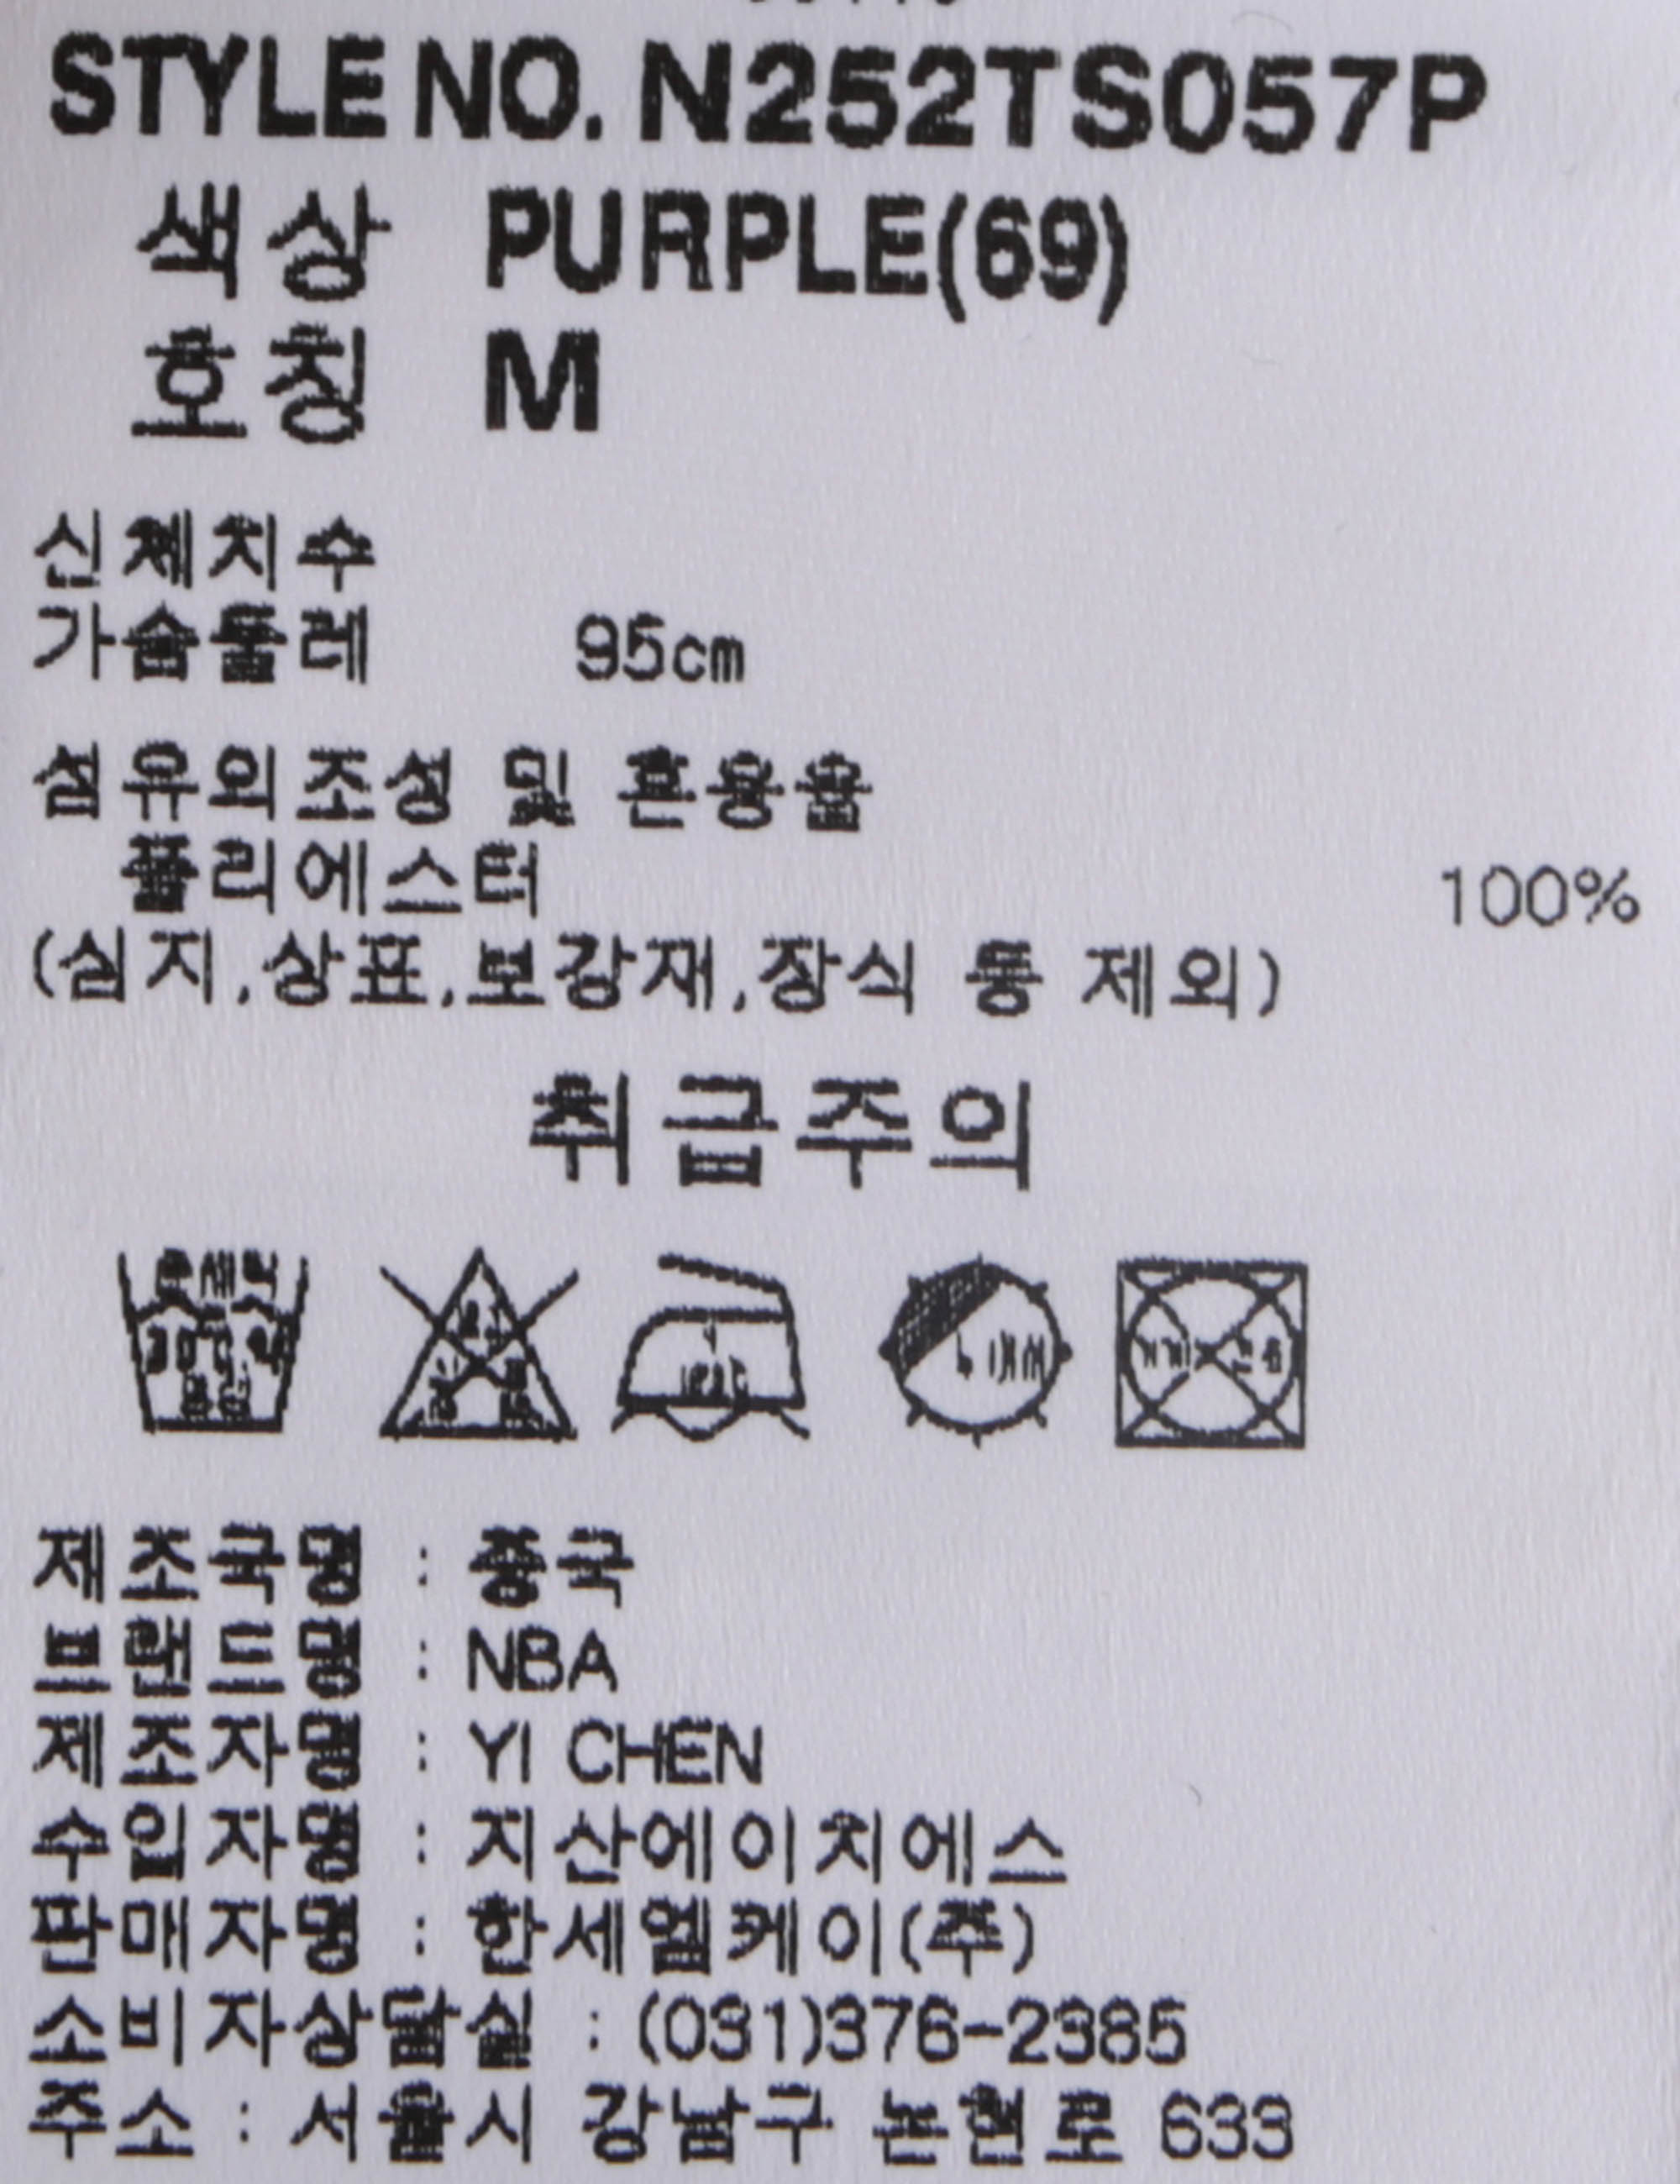 STYLE NO. N252TS057P
색상 PURPLE(69)
호칭 M
신체치수
가슴둘레 95cm
섬유의조성 및 혼용율
폴리에스터 100%
(심지,상표,보강재,장식 등 제외)
취급주의
손세탁
제조국명 : 중국
브랜드명 : NBA
제조자명 : YI CHEN
수입자명 : 지산에이치에스
판매자명 : 한세엠케이(주)
소비자상담실 : (031)376-2385
주소 : 서울시 강남구 논현로 633